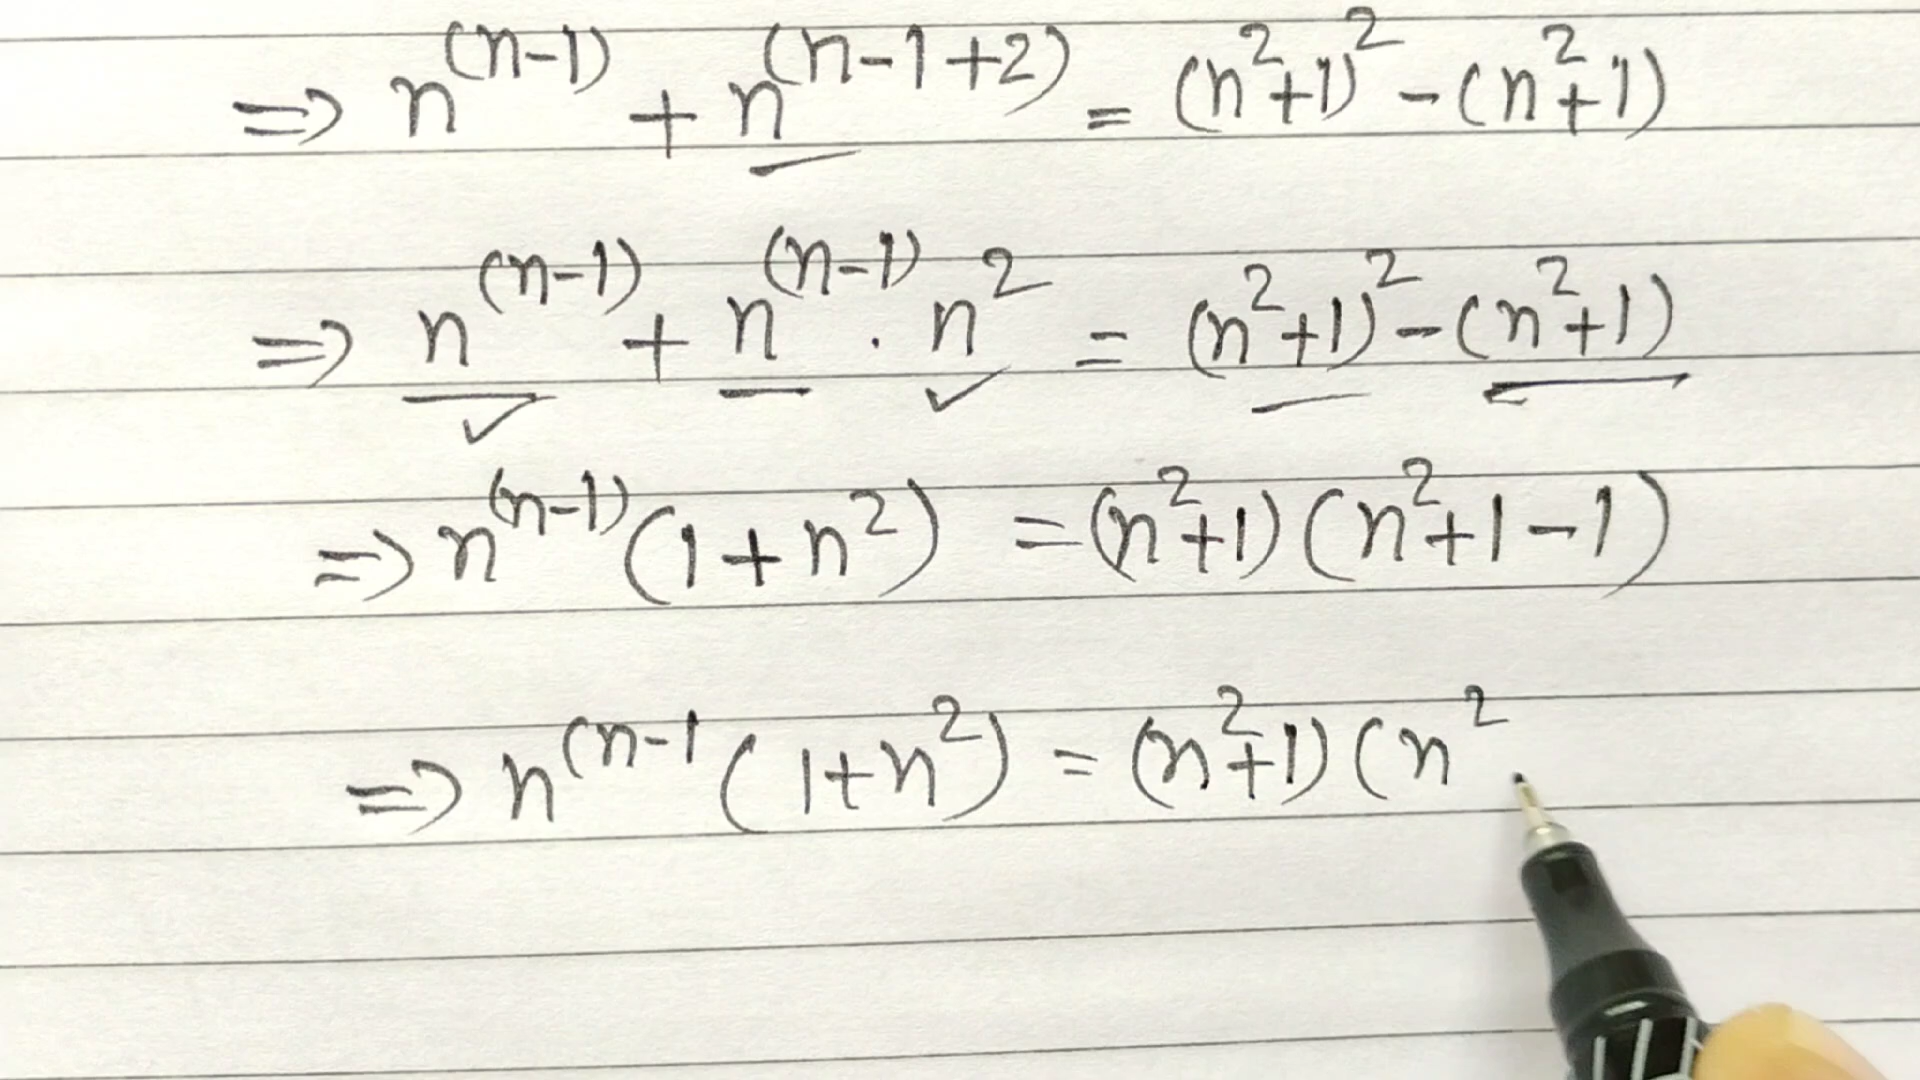 ⇒ n^(n-1) + n^(n-1+2) = (n²+1)² - (n²+1)
⇒ n^(n-1) + n^(n-1) · n² = (n²+1)² - (n²+1)
⇒ n^(n-1) (1+n²) = (n²+1) (n²+1-1)
⇒ n^(n-1 (1+n²) = (n²+1) (n²